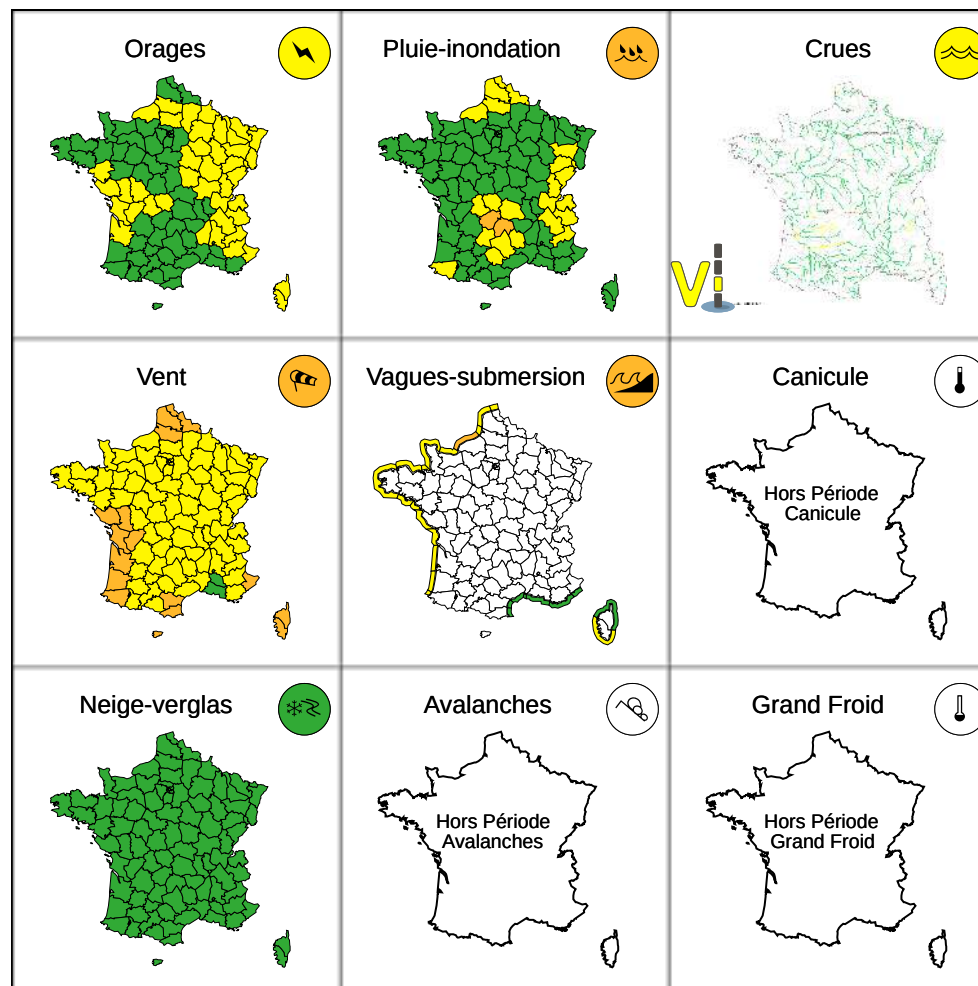 Orages
Pluie-inondation
Crues
Vi
Vent
Vagues-submersion
Canicule
Hors Période
Canicule
Neige-verglas
Avalanches
Grand Froid
Hors Période
Avalanches
Hors Période
Grand Froid